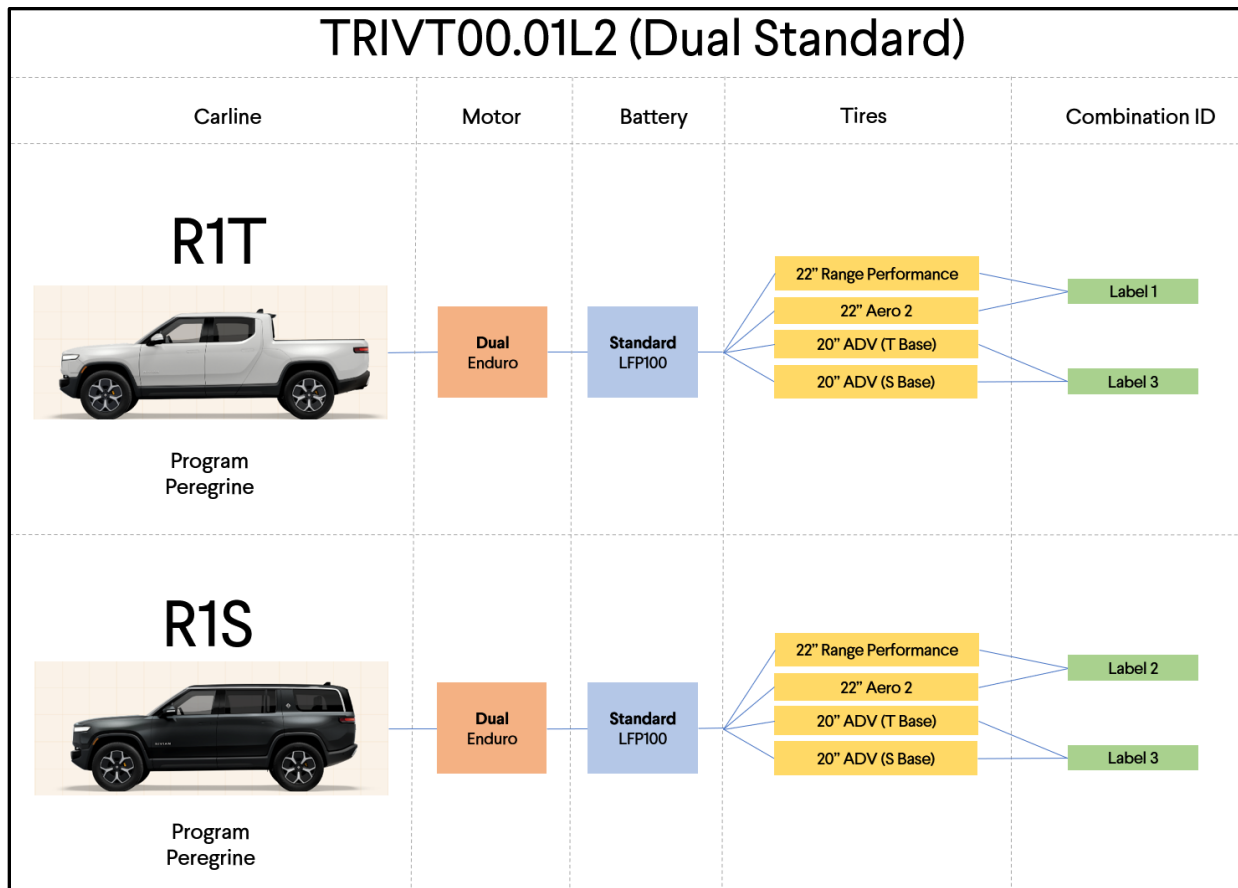 TRIVT00.01L2 (Dual Standard)
Carline
Motor
Battery
Tires
Combination ID
R1T
Program
Peregrine
Dual
Enduro
Standard
LFP100
22” Range Performance
22” Aero 2
20” ADV (T Base)
20” ADV (S Base)
Label 1
Label 3
R1S
RIVIAN
Program
Peregrine
Dual
Enduro
Standard
LFP100
22” Range Performance
22” Aero 2
20” ADV (T Base)
20” ADV (S Base)
Label 2
Label 3